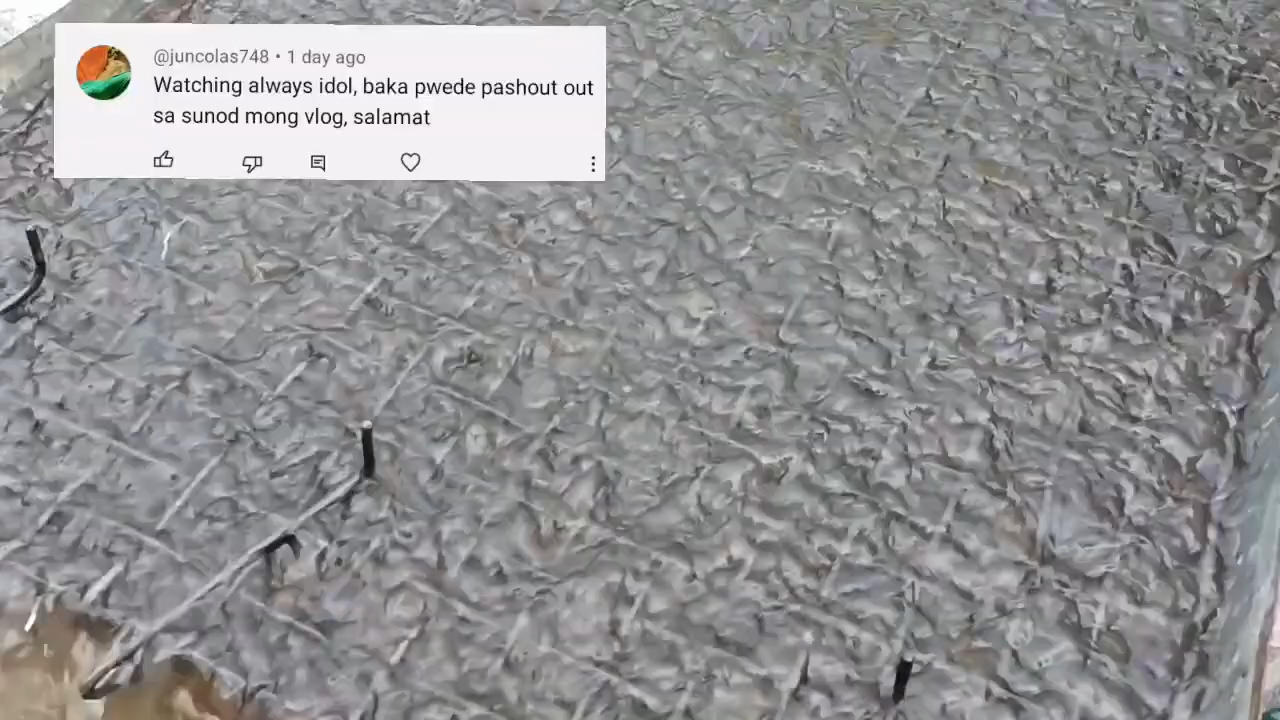 @juncolas748 • 1 day ago
Watching always idol, baka pwede pashout out
sa sunod mong vlog, salamat